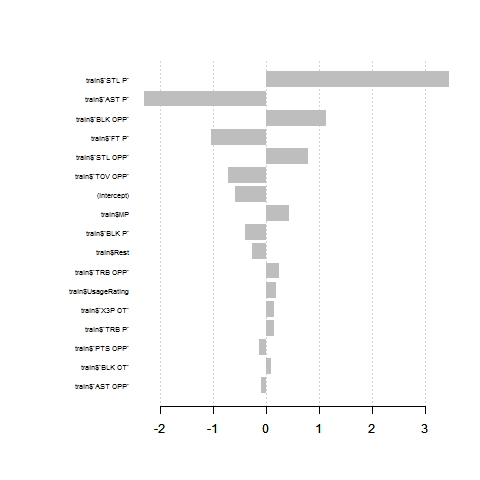 train$`STL P`
train$`AST P`
train$`BLK OPP`
train$`FT P`
train$`STL OPP`
train$`TOV OPP`
(Intercept)
train$MP
train$`BLK P`
train$Rest
train$`TRB OPP`
train$UsageRating
train$`X3P OT`
train$`TRB P`
train$`PTS OPP`
train$`BLK OT`
train$`AST OPP`
-2 -1 0 1 2 3